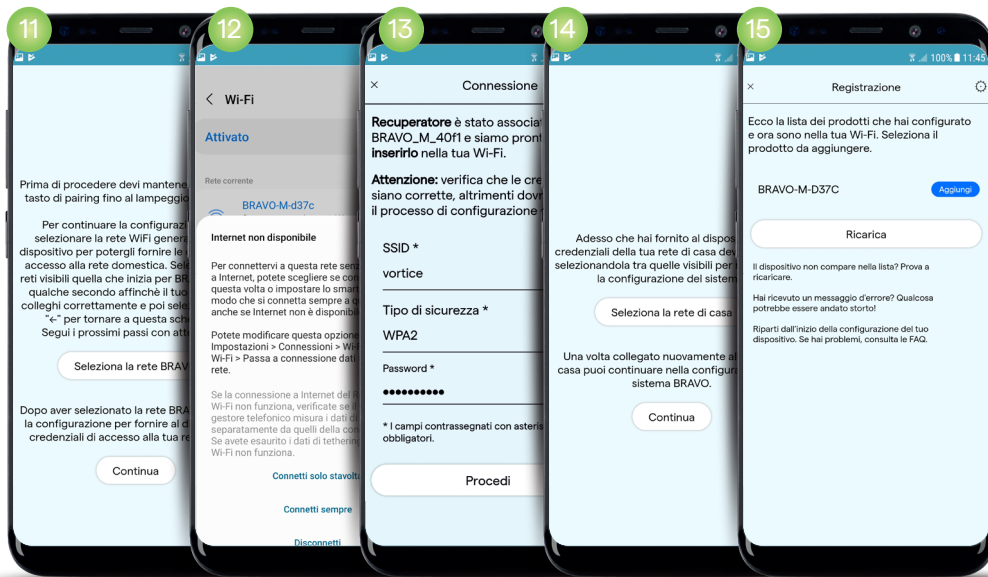 11
Prima di procedere devi mantene
tasto di pairing fino al lampeggio
Per continuare la configurazi
selezionare la rete WiFi genera
dispositivo per potergli fornire le
accesso alla rete domestica. Sele
reti visibili quella che inizia per BR
qualche secondo affinchè il tuo
colleghi correttamente e poi sele
"←" per tornare a questa sch
Segui i prossimi passi con att
Seleziona la rete BRAV
Dopo aver selezionato la rete BRA
la configurazione per fornire al d
credenziali di accesso alla tua re
Continua
12
Wi-Fi
Attivato
Rete corrente
BRAVO-M-d37c
Internet non disponibile
Per connettervi a questa rete senz
a Internet, potete scegliere se con
questa volta o impostare lo smart
modo che si connetta sempre a q
anche se Internet non è disponibil
Potete modificare questa opzione
Impostazioni > Connessioni > Wi-F
Wi-Fi > Passa a connessione dati
rete.
Se la connessione a Internet del R
Wi-Fi non funziona, verificate se il
gestore telefonico misura i dati di
separatamente da quelli della con
Se avete esaurito i dati di tethering
Wi-Fi non funziona.
Connetti solo stavolta
Connetti sempre
Disconnetti
13
× Connessione
Recuperatore è stato associat
BRAVO_M_40f1 e siamo pront
inserirlo nella tua Wi-Fi.
Attenzione: verifica che le cre
siano corrette, altrimenti dovr
il processo di configurazione
SSID *
vortice
Tipo di sicurezza *
WPA2
Password *
••••••••••
* I campi contrassegnati con asteris
obbligatori.
Procedi
14
Adesso che hai fornito al dispos
credenziali della tua rete di casa dev
selezionandola tra quelle visibili per
la configurazione del sistem
Seleziona la rete di casa
Una volta collegato nuovamente al
casa puoi continuare nella configura
sistema BRAVO.
Continua
15
100% 11:45
× Registrazione
Ecco la lista dei prodotti che hai configurato
e ora sono nella tua Wi-Fi. Seleziona il
prodotto da aggiungere.
BRAVO-M-D37C Aggiungi
Ricarica
Il dispositivo non compare nella lista? Prova a
ricaricare.
Hai ricevuto un messaggio d'errore? Qualcosa
potrebbe essere andato storto!
Riparti dall'inizio della configurazione del tuo
dispositivo. Se hai problemi, consulta le FAQ.